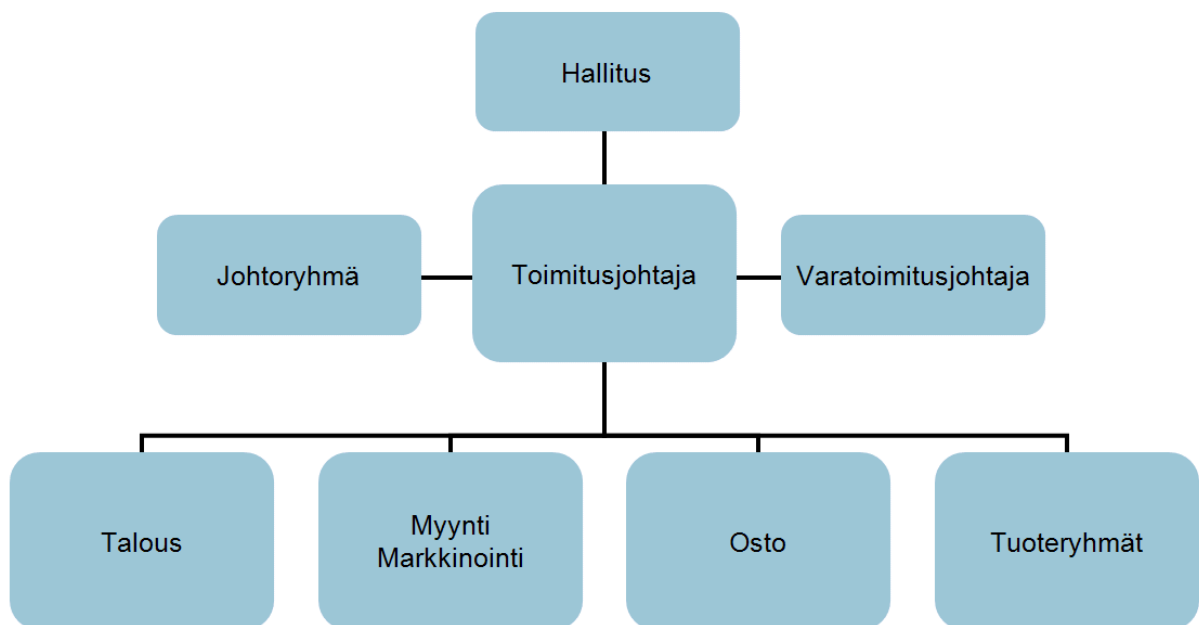 Hallitus
Johtoryhmä
Toimitusjohtaja
Varatoimitusjohtaja
Talous
Myynti
Markkinointi
Osto
Tuoteryhmät